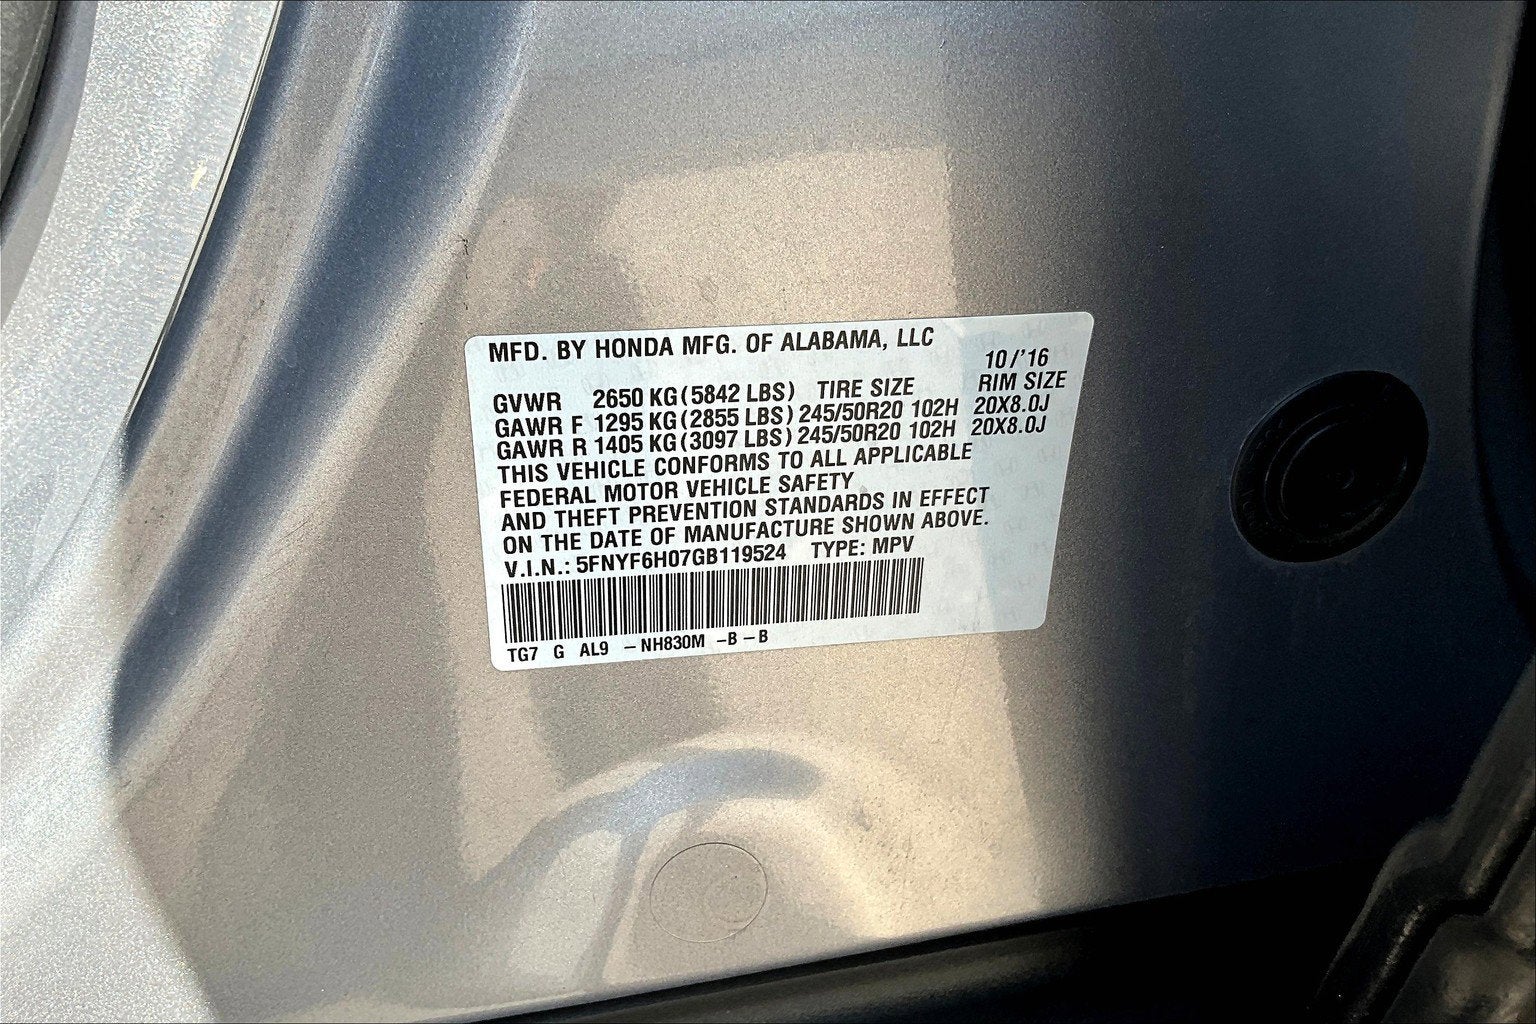 MFD. BY HONDA MFG. OF ALABAMA, LLC
10/'16
GVWR 2650 KG(5842 LBS) TIRE SIZE RIM SIZE
GAWR F 1295 KG(2855 LBS) 245/50R20 102H 20X8.0J
GAWR R 1405 KG(3097 LBS) 245/50R20 102H 20X8.0J
THIS VEHICLE CONFORMS TO ALL APPLICABLE
FEDERAL MOTOR VEHICLE SAFETY
AND THEFT PREVENTION STANDARDS IN EFFECT
ON THE DATE OF MANUFACTURE SHOWN ABOVE.
V.I.N.: 5FNYF6H07GB119524 TYPE: MPV
TG7 G AL9 - NH830M -B - B